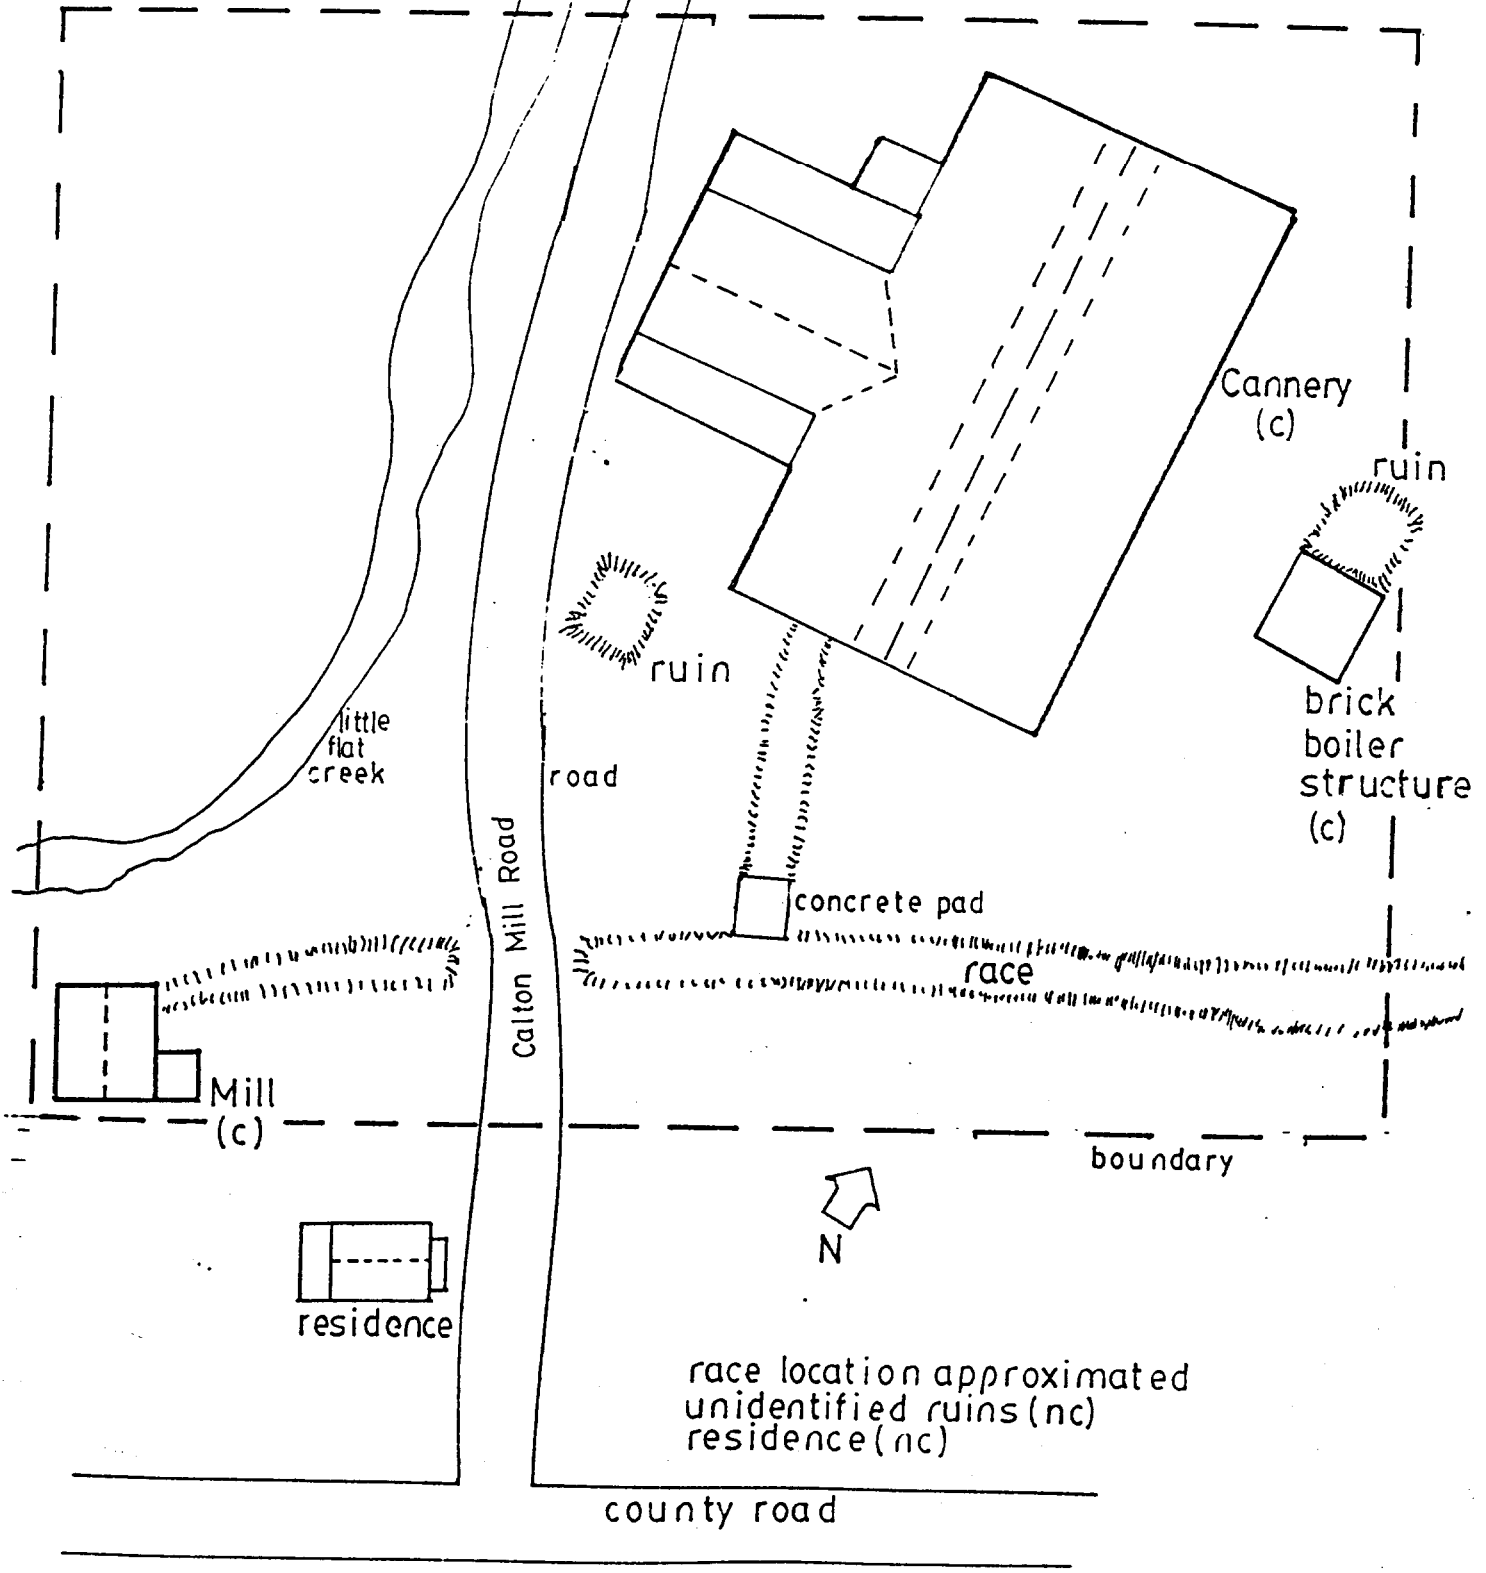 Cannery
(c)
ruin
ruin
brick
boiler
structure
(c)
little
flat
creek
road
Calton Mill Road
concrete pad
race
Mill
(c)
boundary
N
residence
race location approximated
unidentified ruins (nc)
residence (nc)
county road